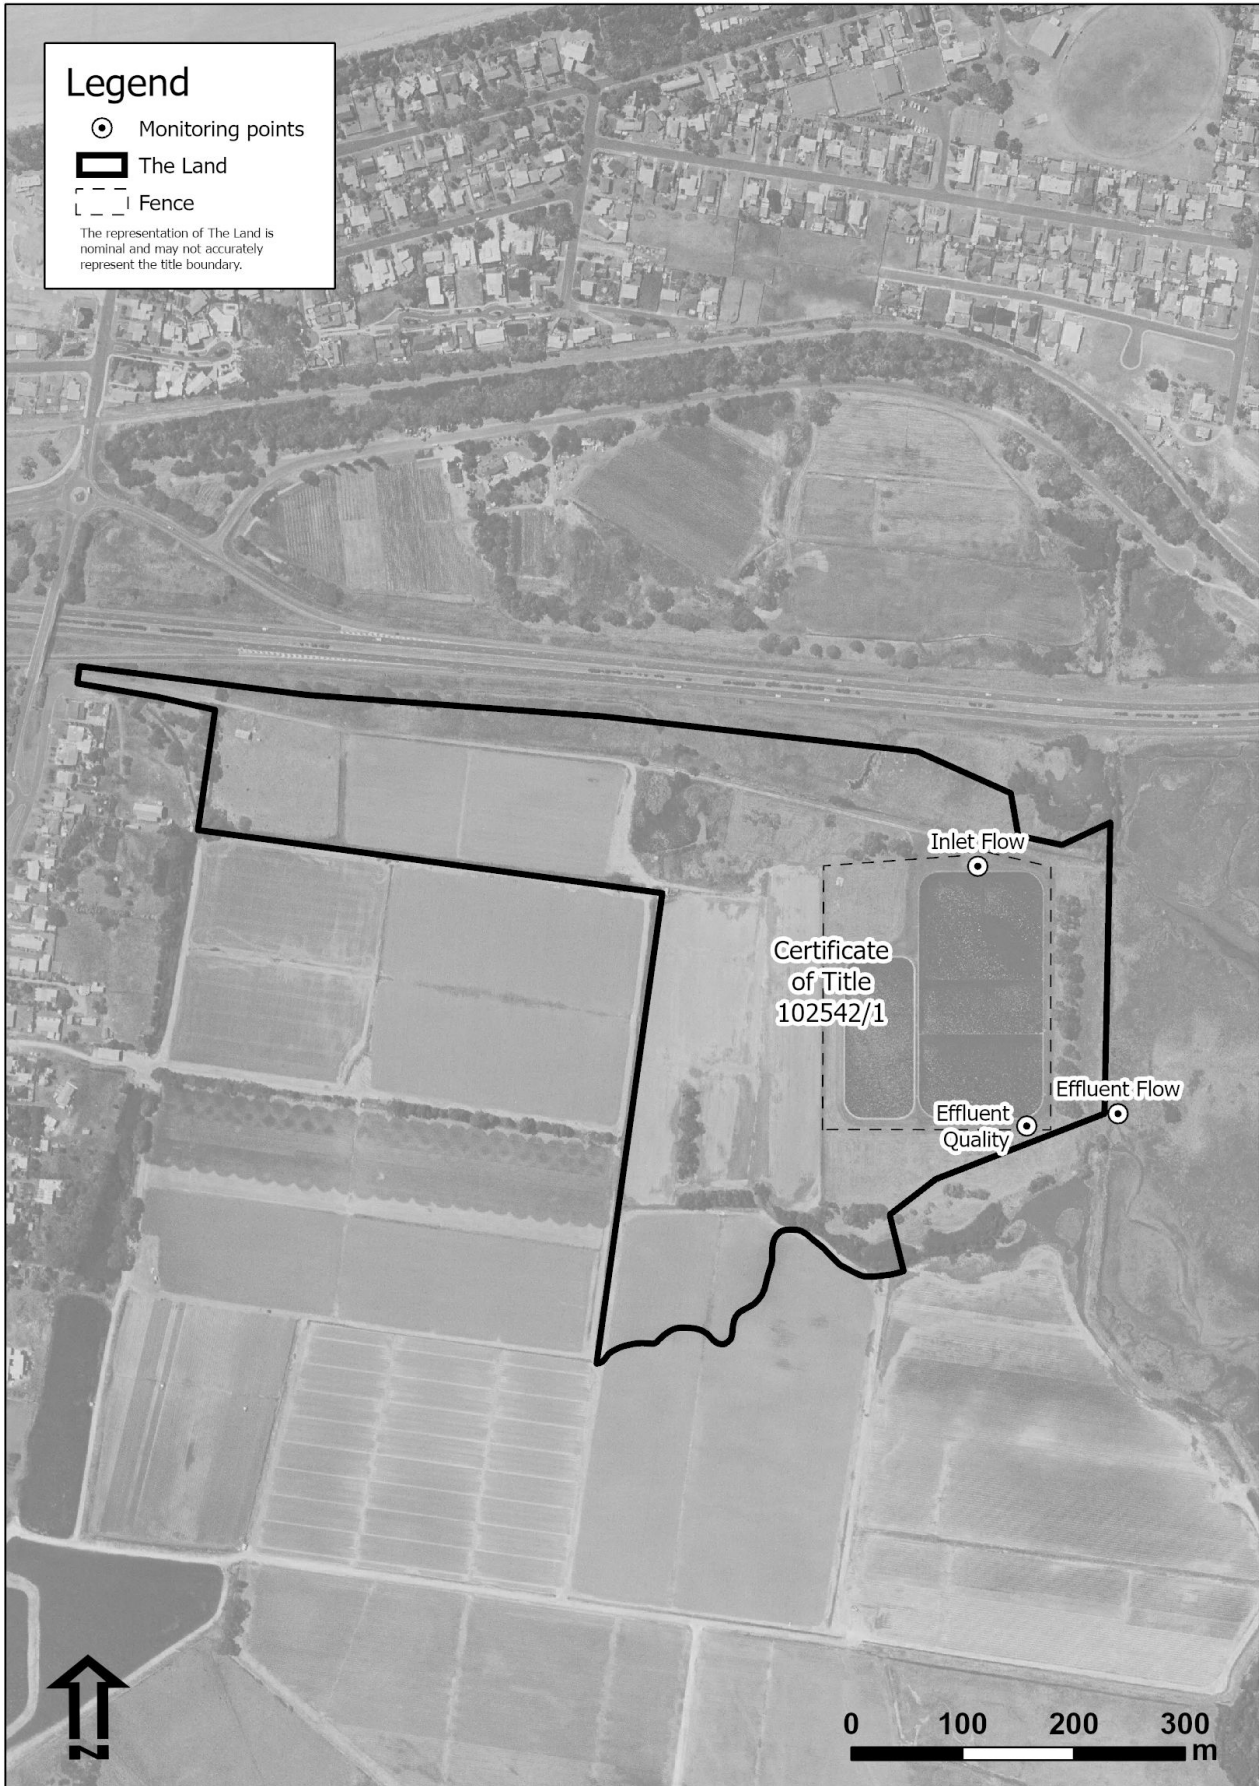 Legend
Monitoring points
The Land
Fence
The representation of The Land is
nominal and may not accurately
represent the title boundary.
Inlet Flow
Certificate
of Title
102542/1
Effluent Flow
Effluent
Quality
N
0 100 200 300
m